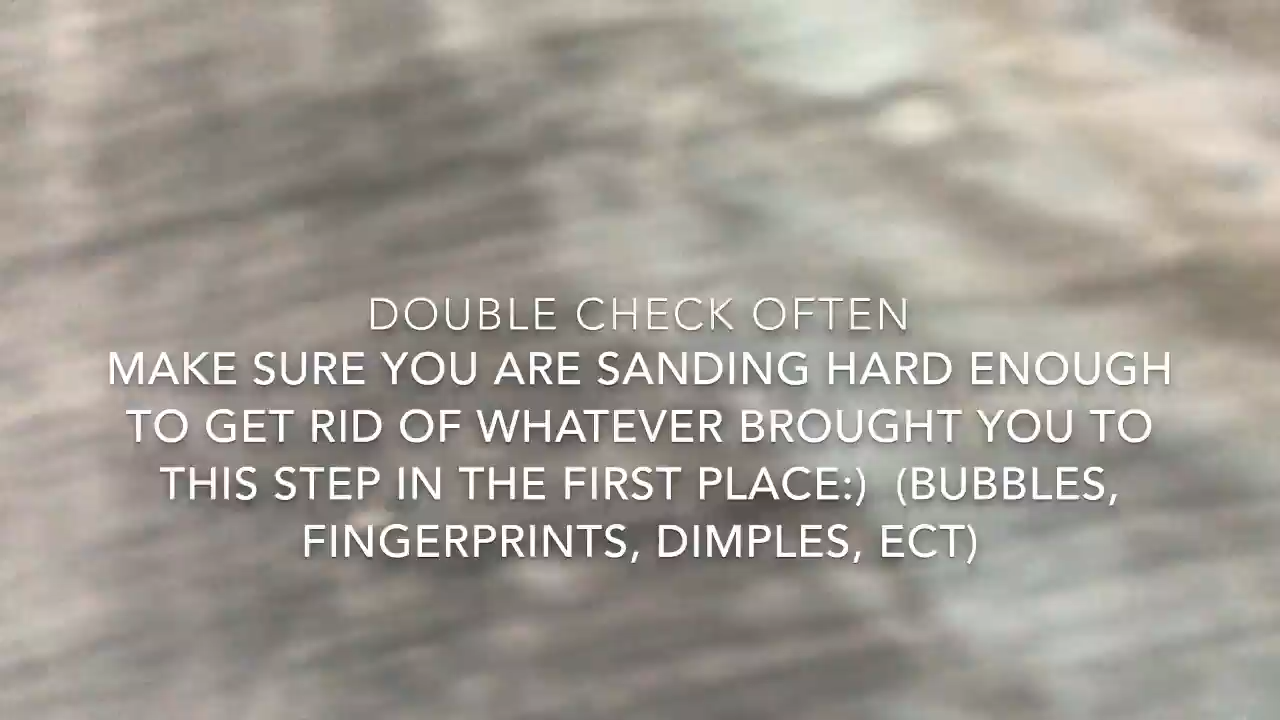 DOUBLE CHECK OFTEN
MAKE SURE YOU ARE SANDING HARD ENOUGH
TO GET RID OF WHATEVER BROUGHT YOU TO
THIS STEP IN THE FIRST PLACE:)  (BUBBLES,
FINGERPRINTS, DIMPLES, ECT)